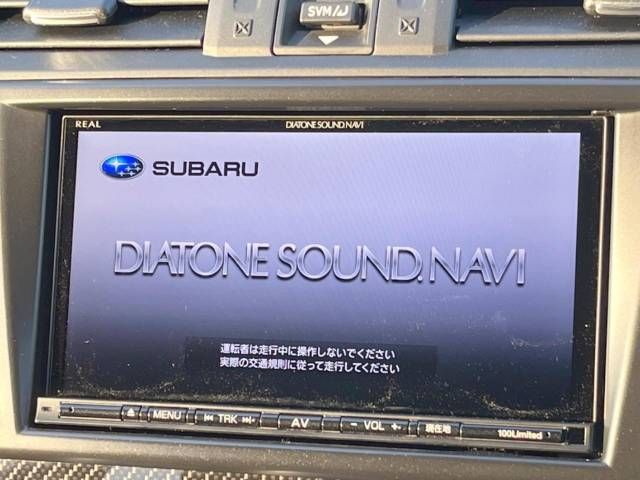 SVM/
REAL
DIATONE SOUND.NAVI
SUBARU
DIATONE SOUND.NAVI
運転者は走行中に操作しないでください
実際の交通規則に従って走行してください
MENU
TRK
AV
- VOL +
現在地
100Limited